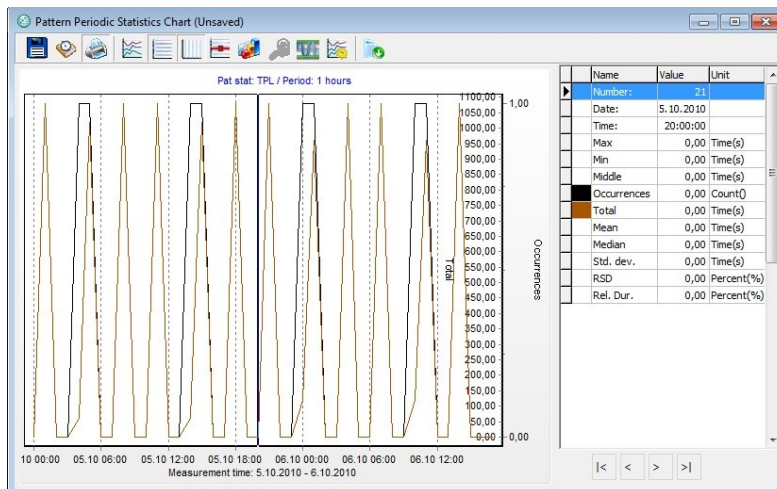 Pattern Periodic Statistics Chart (Unsaved)
Pat stat: TPL / Period: 1 hours
1100,00
1050,00
1000,00
950,00
900,00
850,00
800,00
750,00
700,00
650,00
600,00
550,00
500,00
450,00
400,00
350,00
300,00
250,00
200,00
150,00
100,00
50,00
0,00
Total
1,00
0,00
Occurrences
10 00:00 05.10 06:00 05.10 12:00 05.10 18:00 06.10 00:00 06.10 06:00 06.10 12:00
Measurement time: 5.10.2010 - 6.10.2010
Name Value Unit
Number: 21
Date: 5.10.2010
Time: 20:00:00
Max 0,00 Time(s)
Min 0,00 Time(s)
Middle 0,00 Time(s)
Occurrences 0,00 Count()
Total 0,00 Time(s)
Mean 0,00 Time(s)
Median 0,00 Time(s)
Std. dev. 0,00 Time(s)
RSD 0,00 Percent(%)
Rel. Dur. 0,00 Percent(%)
|< < > >|